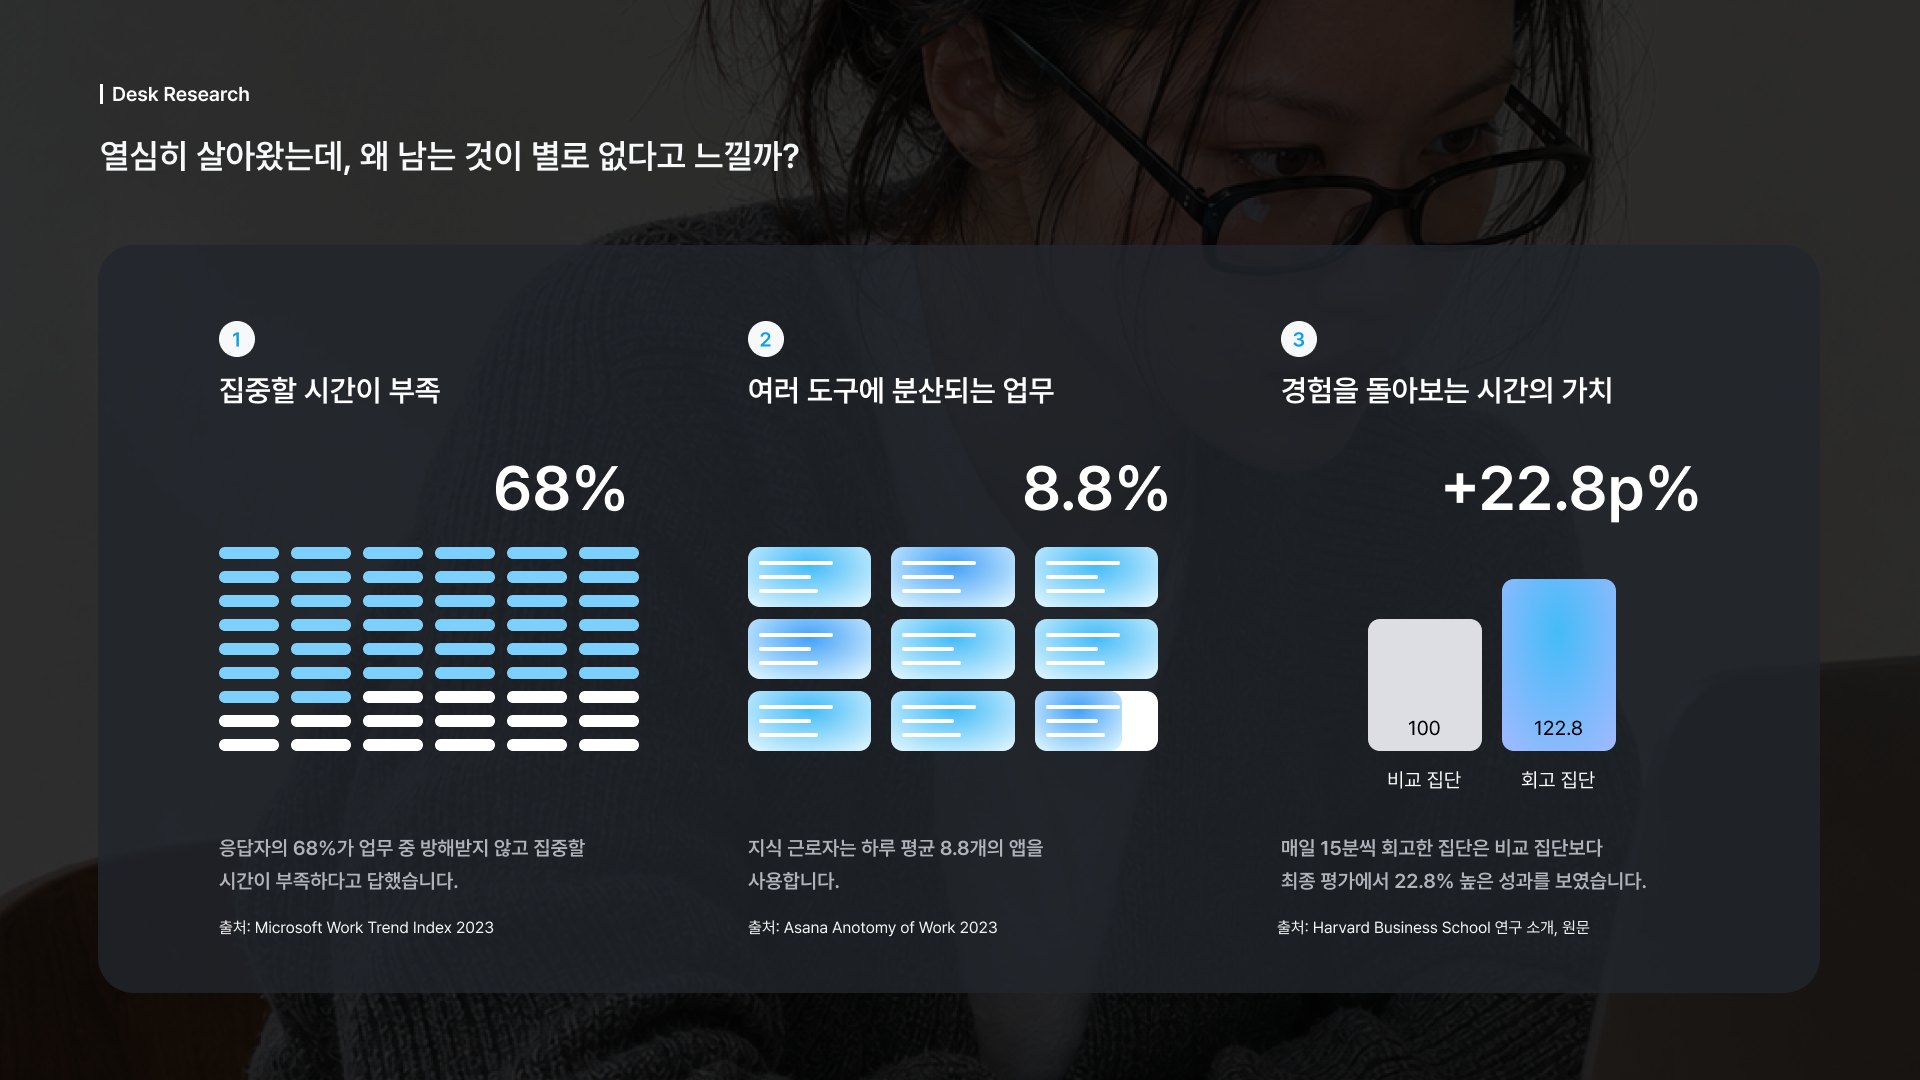 Desk Research
열심히 살아왔는데, 왜 남는 것이 별로 없다고 느낄까?
1
집중할 시간이 부족
68%
응답자의 68%가 업무 중 방해받지 않고 집중할
시간이 부족하다고 답했습니다.
출처: Microsoft Work Trend Index 2023
2
여러 도구에 분산되는 업무
8.8%
지식 근로자는 하루 평균 8.8개의 앱을
사용합니다.
출처: Asana Anotomy of Work 2023
3
경험을 돌아보는 시간의 가치
+22.8p%
100
122.8
비교 집단
회고 집단
매일 15분씩 회고한 집단은 비교 집단보다
최종 평가에서 22.8% 높은 성과를 보였습니다.
출처: Harvard Business School 연구 소개, 원문